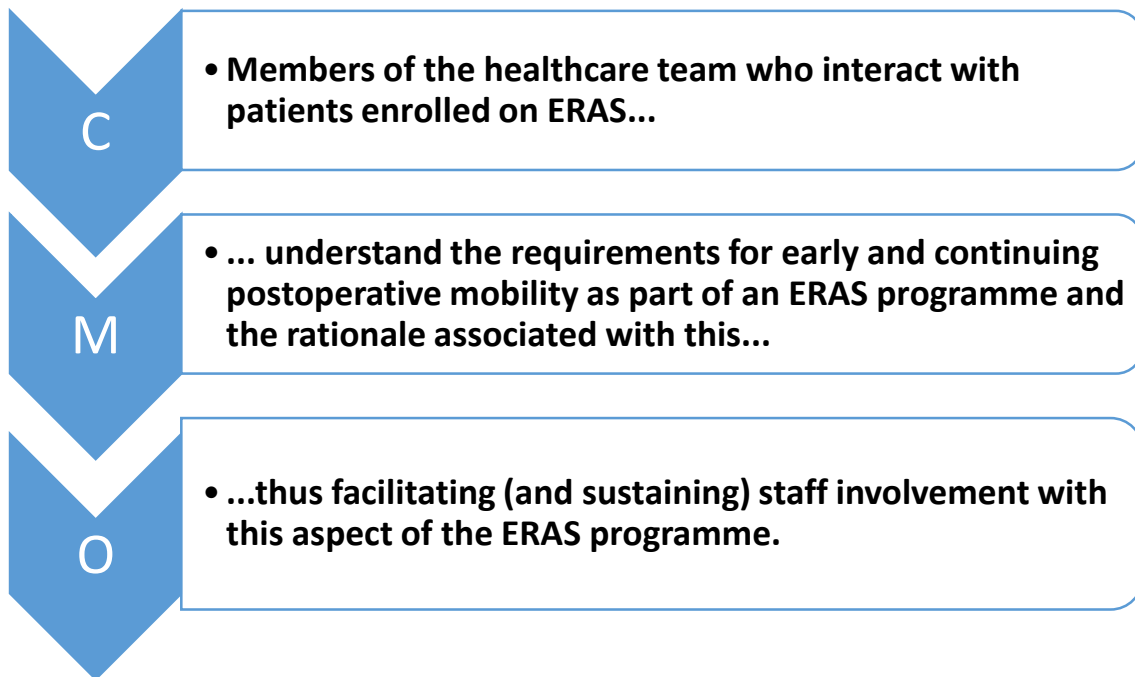 C
• Members of the healthcare team who interact with
patients enrolled on ERAS...
M
• ... understand the requirements for early and continuing
postoperative mobility as part of an ERAS programme and
the rationale associated with this...
O
• ...thus facilitating (and sustaining) staff involvement with
this aspect of the ERAS programme.